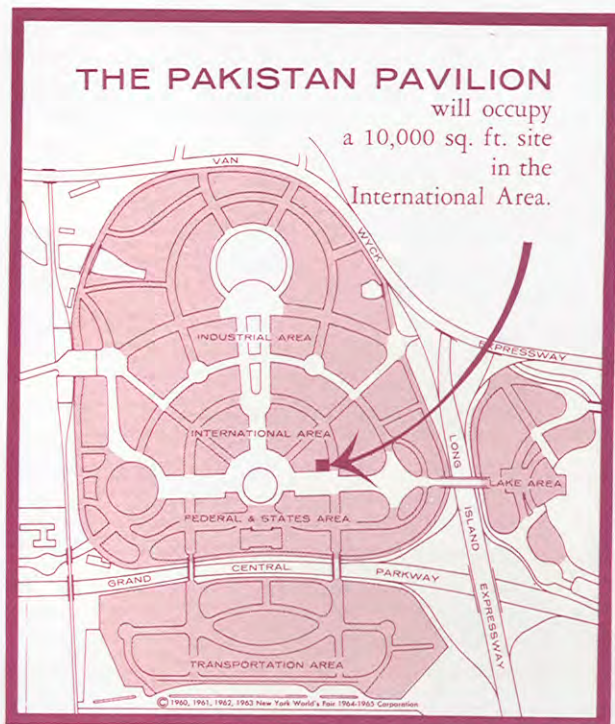 THE PAKISTAN PAVILION
will occupy
a 10,000 sq. ft. site
in the
International Area.
VAN
WYCK
EXPRESSWAY
INDUSTRIAL AREA
INTERNATIONAL AREA
LONG
ISLAND
EXPRESSWAY
LAKE AREA
FEDERAL & STATES AREA
GRAND
CENTRAL
PARKWAY
TRANSPORTATION AREA
© 1960, 1961, 1962, 1963 New York World's Fair 1964-1965 Corporation